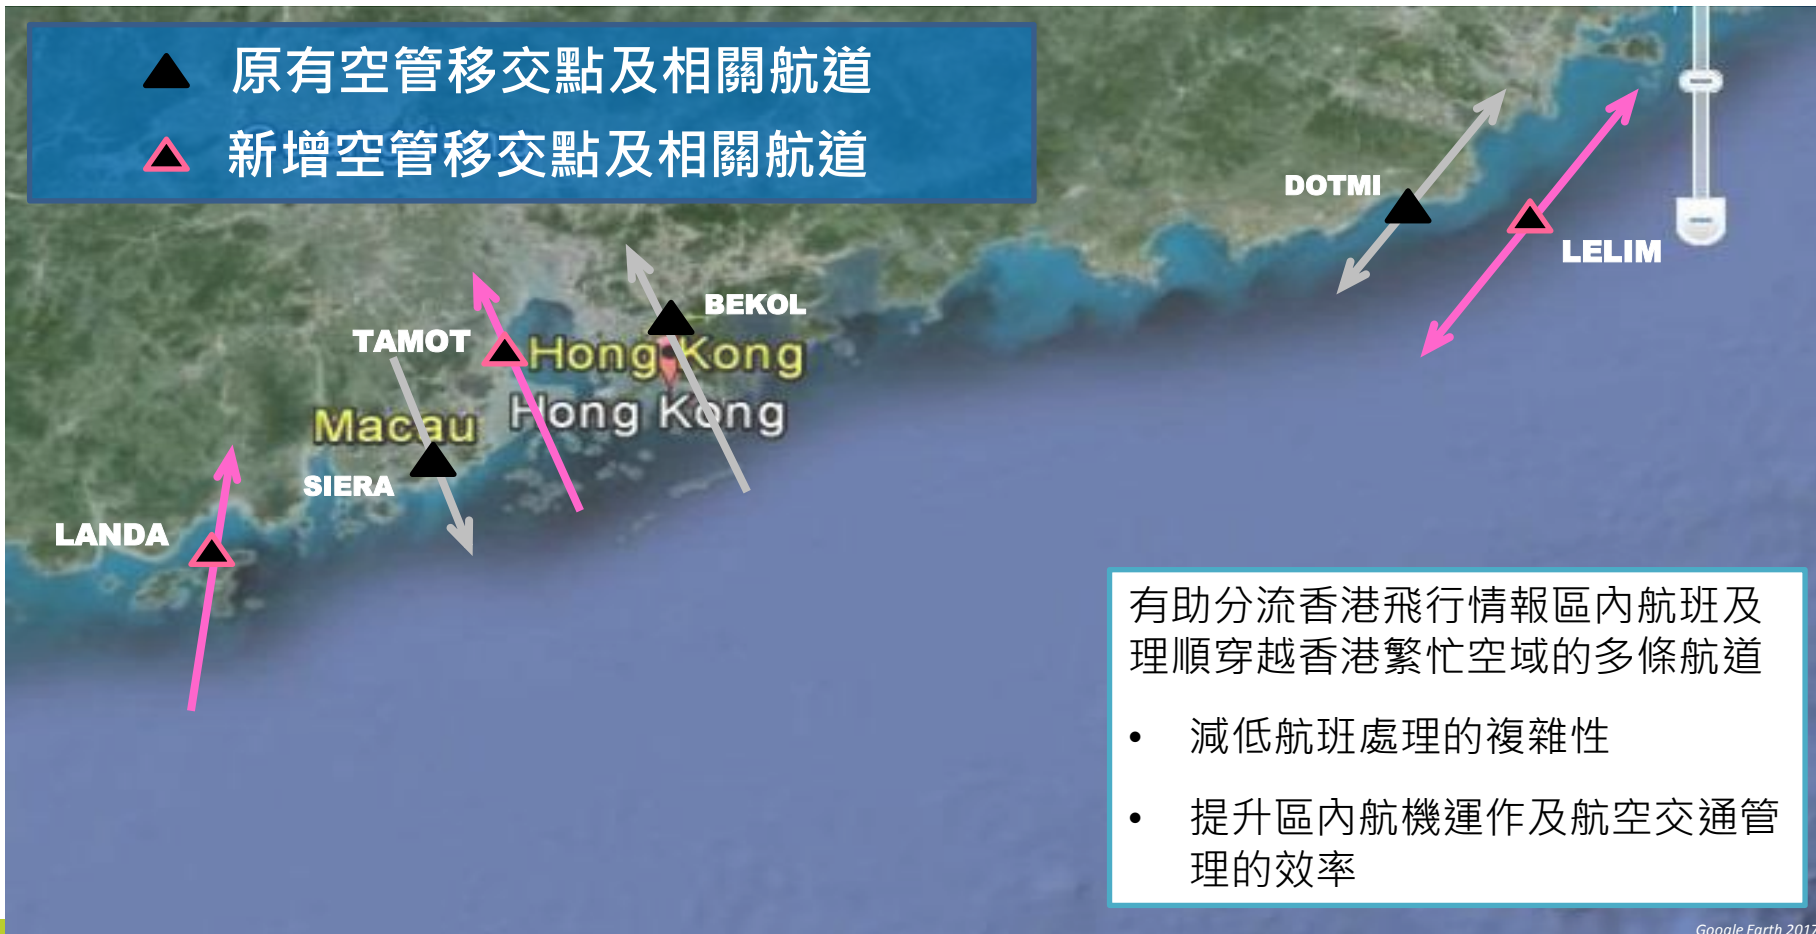 原有空管移交點及相關航道
新增空管移交點及相關航道
DOTMI
LELIM
BEKOL
TAMOT
Hong Kong
Hong Kong
Macau
SIERA
LANDA
有助分流香港飛行情報區內航班及
理順穿越香港繁忙空域的多條航道
• 減低航班處理的複雜性
• 提升區內航機運作及航空交通管
理的效率
Google Earth 2017